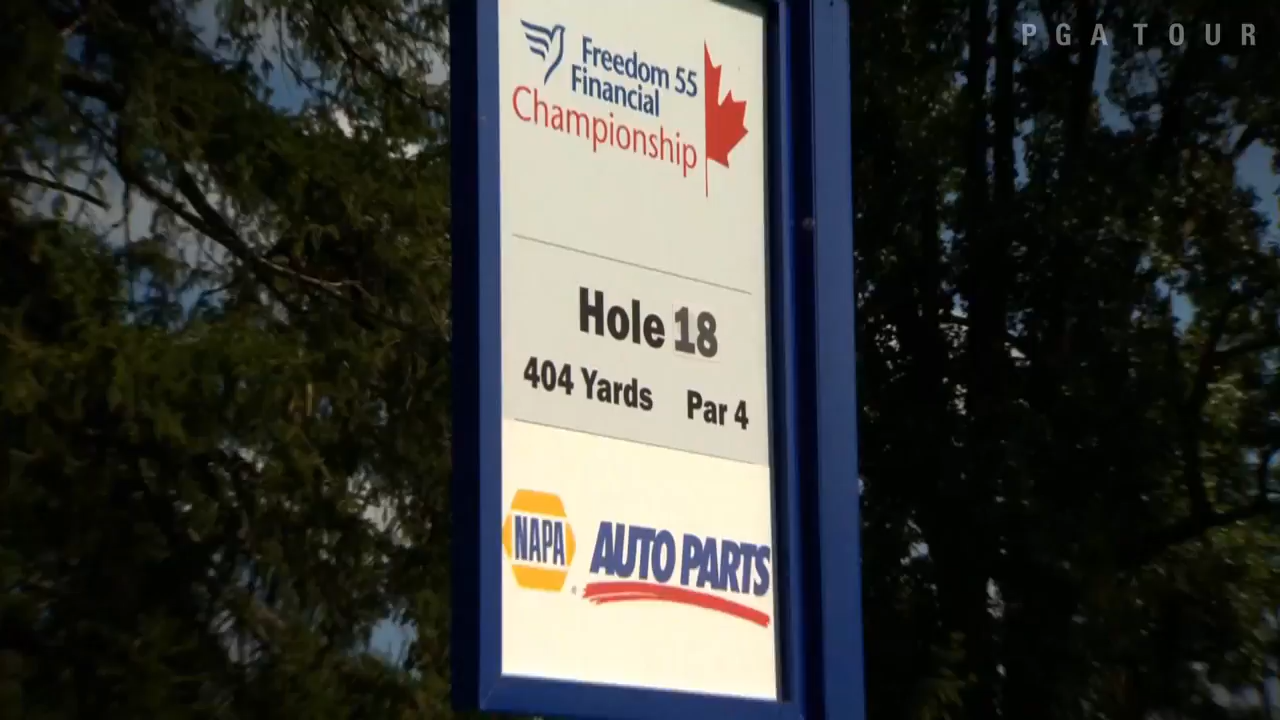 PGATOUR
Freedom 55
Financial
Championship
Hole 18
404 Yards Par 4
NAPA AUTO PARTS